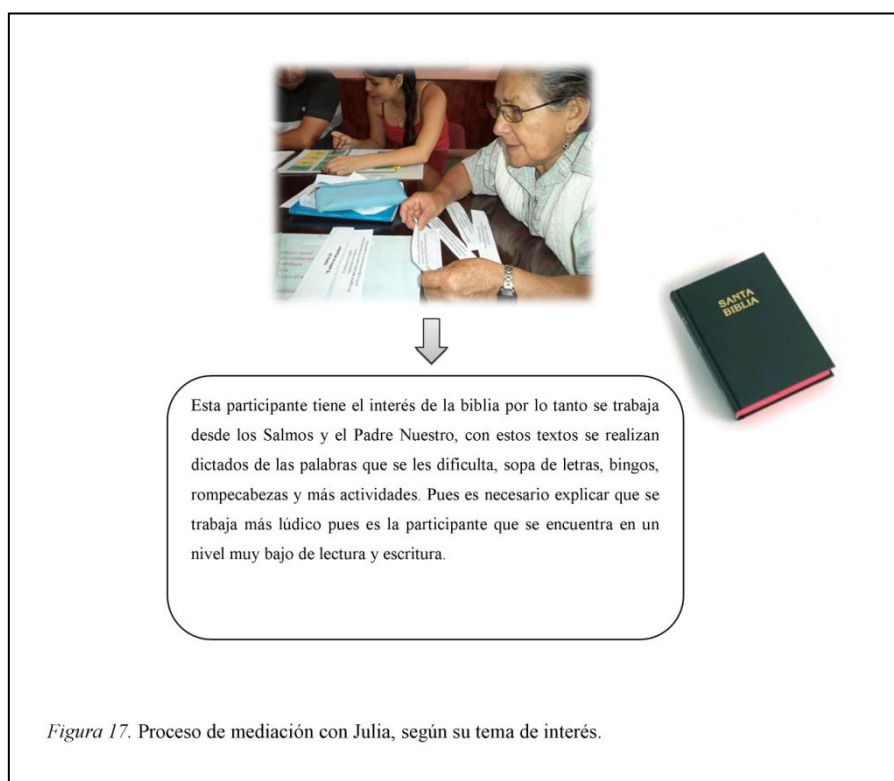 SANTA
BIBLIA
Esta participante tiene el interés de la biblia por lo tanto se trabaja
desde los Salmos y el Padre Nuestro, con estos textos se realizan
dictados de las palabras que se les dificulta, sopa de letras, bingos,
rompecabezas y más actividades. Pues es necesario explicar que se
trabaja más lúdico pues es la participante que se encuentra en un
nivel muy bajo de lectura y escritura.
Figura 17. Proceso de mediación con Julia, según su tema de interés.